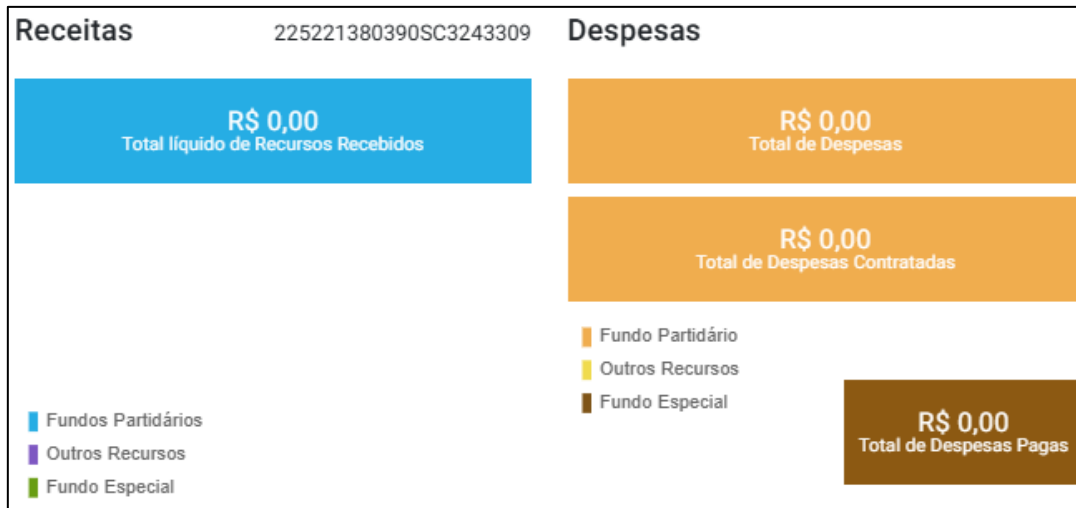 Receitas 225221380390SC3243309
R$ 0,00
Total líquido de Recursos Recebidos
Fundos Partidários
Outros Recursos
Fundo Especial
Despesas
R$ 0,00
Total de Despesas
R$ 0,00
Total de Despesas Contratadas
Fundo Partidário
Outros Recursos
Fundo Especial
R$ 0,00
Total de Despesas Pagas